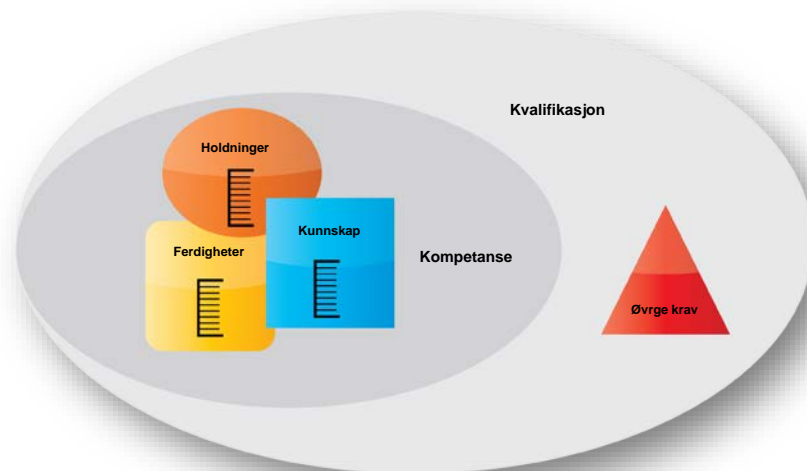 Kvalifikasjon
Holdninger
Kunnskap
Ferdigheter
Kompetanse
Øvrge krav